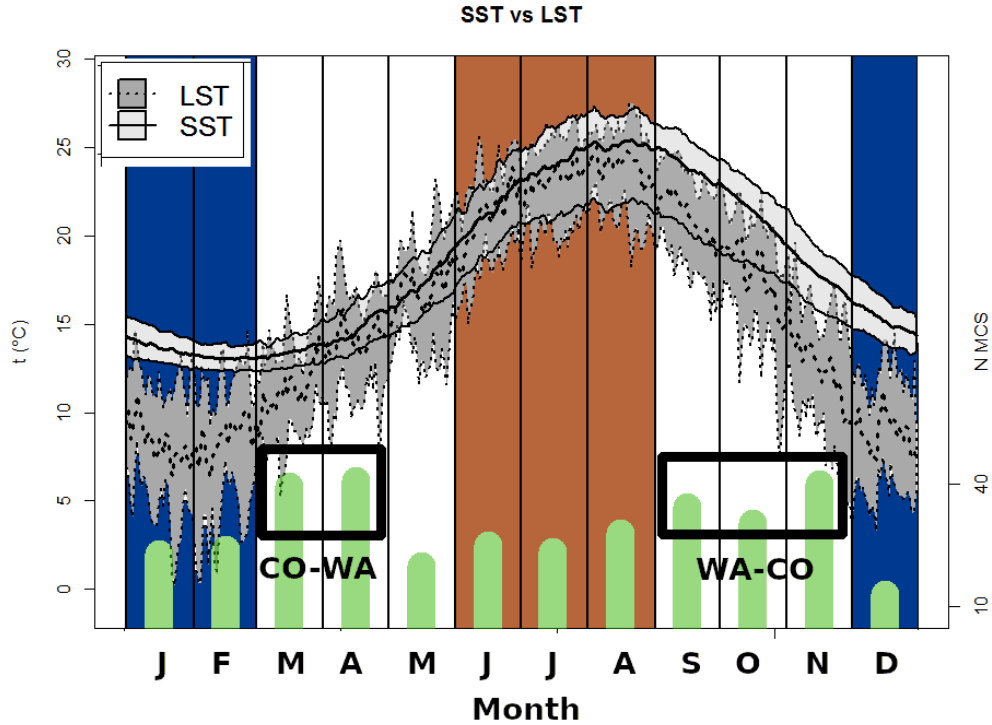 SST vs LST
30
25
20
15
10
5
0
t (°C)
LST
SST
CO-WA
WA-CO
40
10
N MCS
J F M A M J J A S O N D
Month